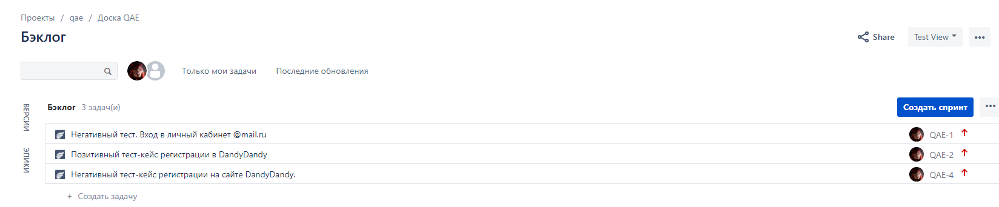 Проекты / qae / Доска QAE
Бэклог
Share
Test View
Только мои задачи
Последние обновления
ВЕРСИИ
ЭПИКИ
Бэклог 3 задач(и)
Создать спринт
Негативный тест. Вход в личный кабинет @mail.ru QAE-1
Позитивный тест-кейс регистрации в DandyDandy QAE-2
Негативный тест-кейс регистрации на сайте DandyDandy. QAE-4
+ Создать задачу